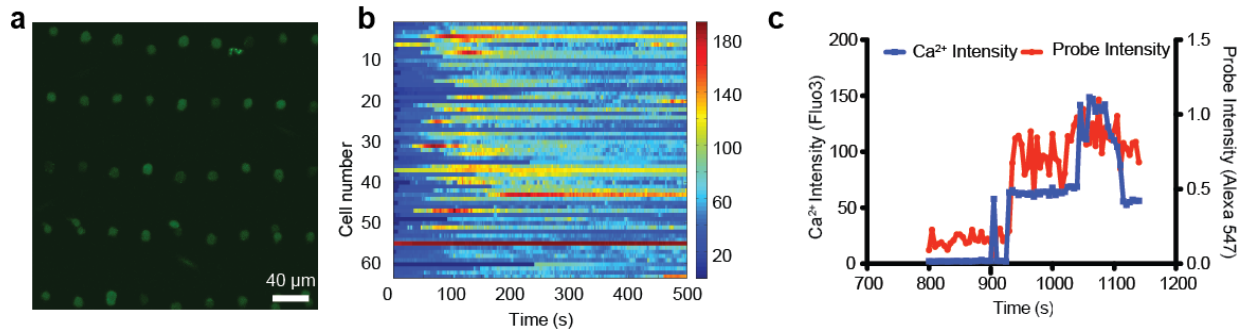 a
40 µm
b
Cell number
10
20
30
40
50
60
0
100
200
300
400
500
Time (s)
180
140
100
60
20
c
Ca²⁺ Intensity
Probe Intensity
Ca²⁺ Intensity (Fluo3)
200
150
100
50
0
700
800
900
1000
1100
1200
Time (s)
1.5
1.0
0.5
0.0
Probe Intensity (Alexa 547)